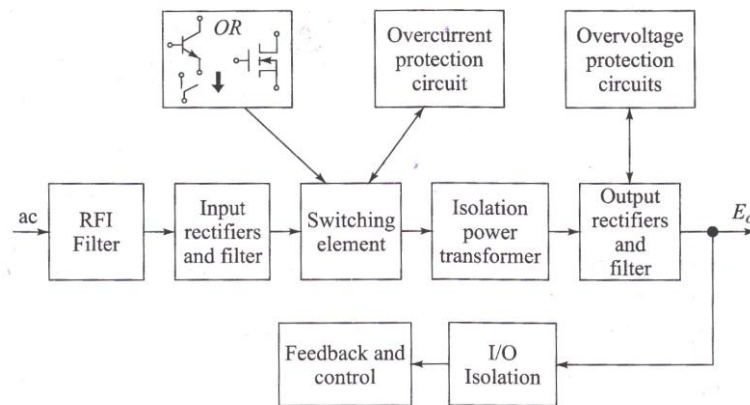 OR
Overcurrent
protection
circuit
Overvoltage
protection
circuits
ac
RFI
Filter
Input
rectifiers
and filter
Switching
element
Isolation
power
transformer
Output
rectifiers
and
filter
Feedback and
control
I/O
Isolation